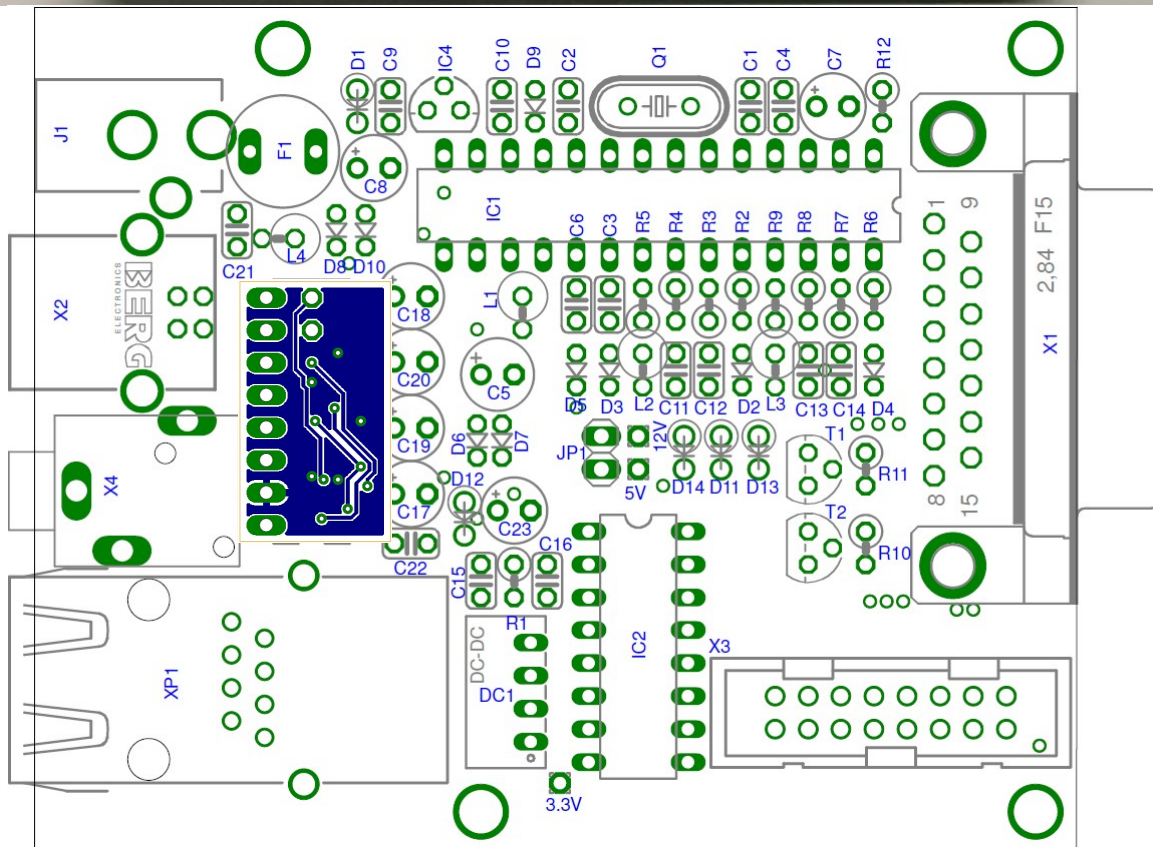 D1
C9
IC4
C10
D9
C2
Q1
C1
C4
C7
R12
J1
F1
C8
IC1
C6
C3
R5
R4
R3
R2
R9
R8
R7
R6
1
9
2,84 F15
C21
L4
D8
D10
X2
BERG
ELECTRONICS
C18
L1
X1
C20
C5
D5
D3
L2
C11
C12
D2
L3
C13
C14
D4
C19
D6
D7
JP1
12V
5V
D14
D11
D13
T1
R11
8
15
X4
D12
C17
C23
T2
R10
C22
C15
C16
R1
IC2
X3
XP1
DC-DC
DC1
3.3V